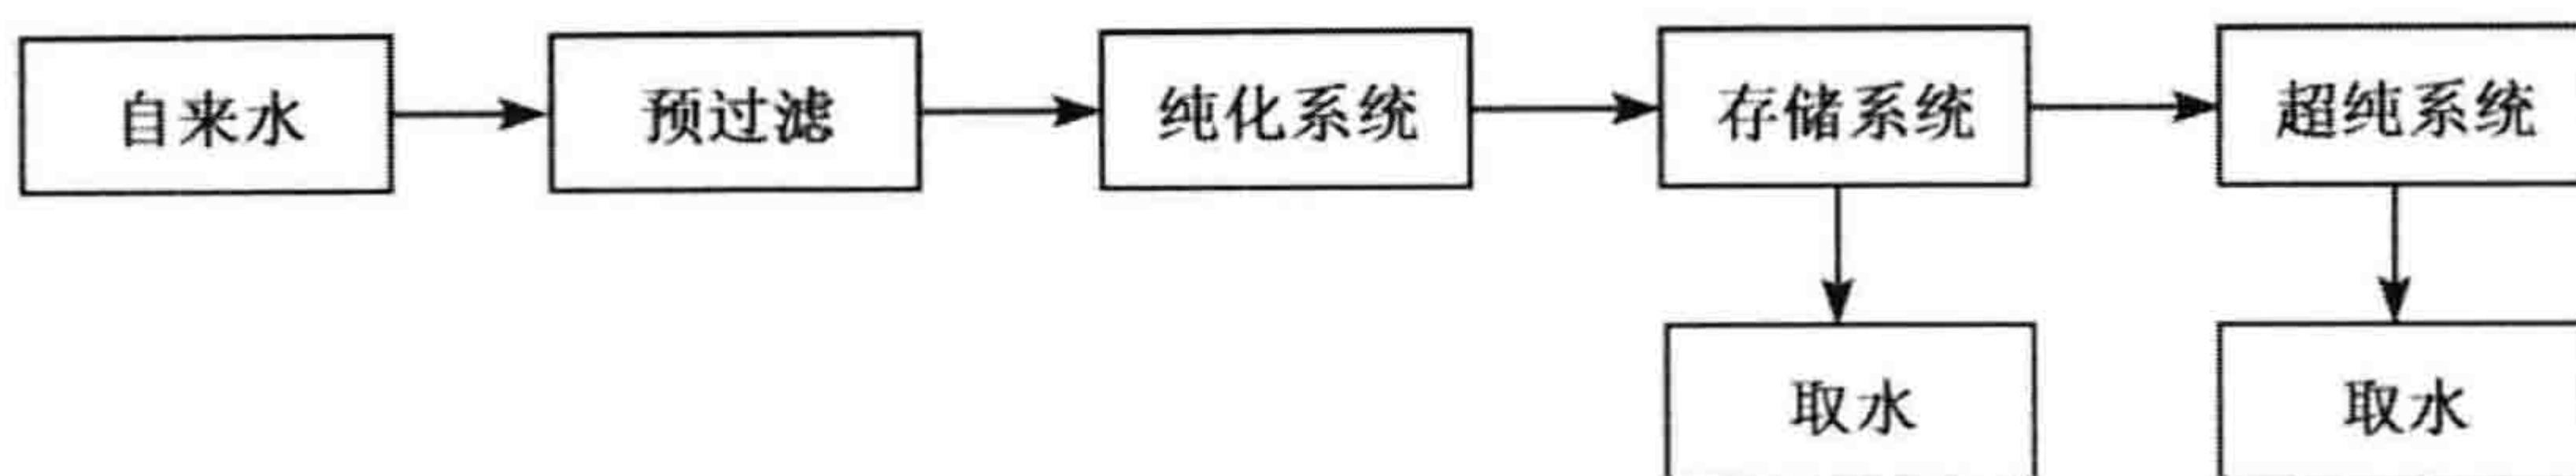 自来水
预过滤
纯化系统
存储系统
超纯系统
取水
取水